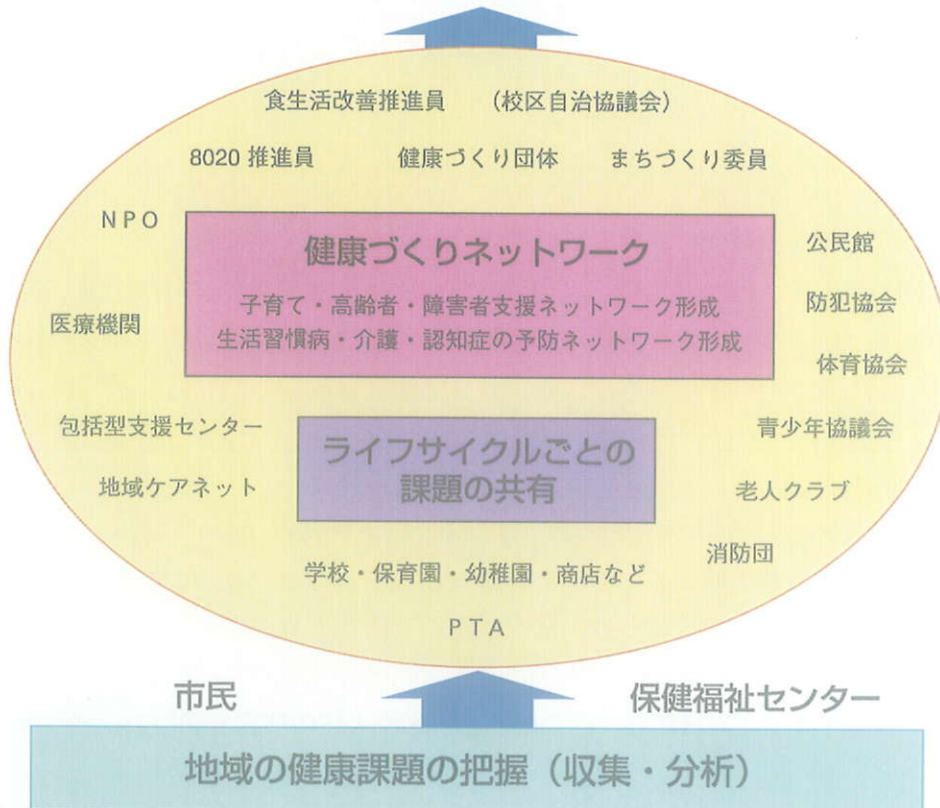 食生活改善推進員 （校区自治協議会）
8020 推進員 健康づくり団体 まちづくり委員
NPO
公民館
健康づくりネットワーク
子育て・高齢者・障害者支援ネットワーク形成
生活習慣病・介護・認知症の予防ネットワーク形成
医療機関
防犯協会
体育協会
包括型支援センター
青少年協議会
ライフサイクルごとの
課題の共有
地域ケアネット
老人クラブ
消防団
学校・保育園・幼稚園・商店など
PTA
市民
保健福祉センター
地域の健康課題の把握（収集・分析）